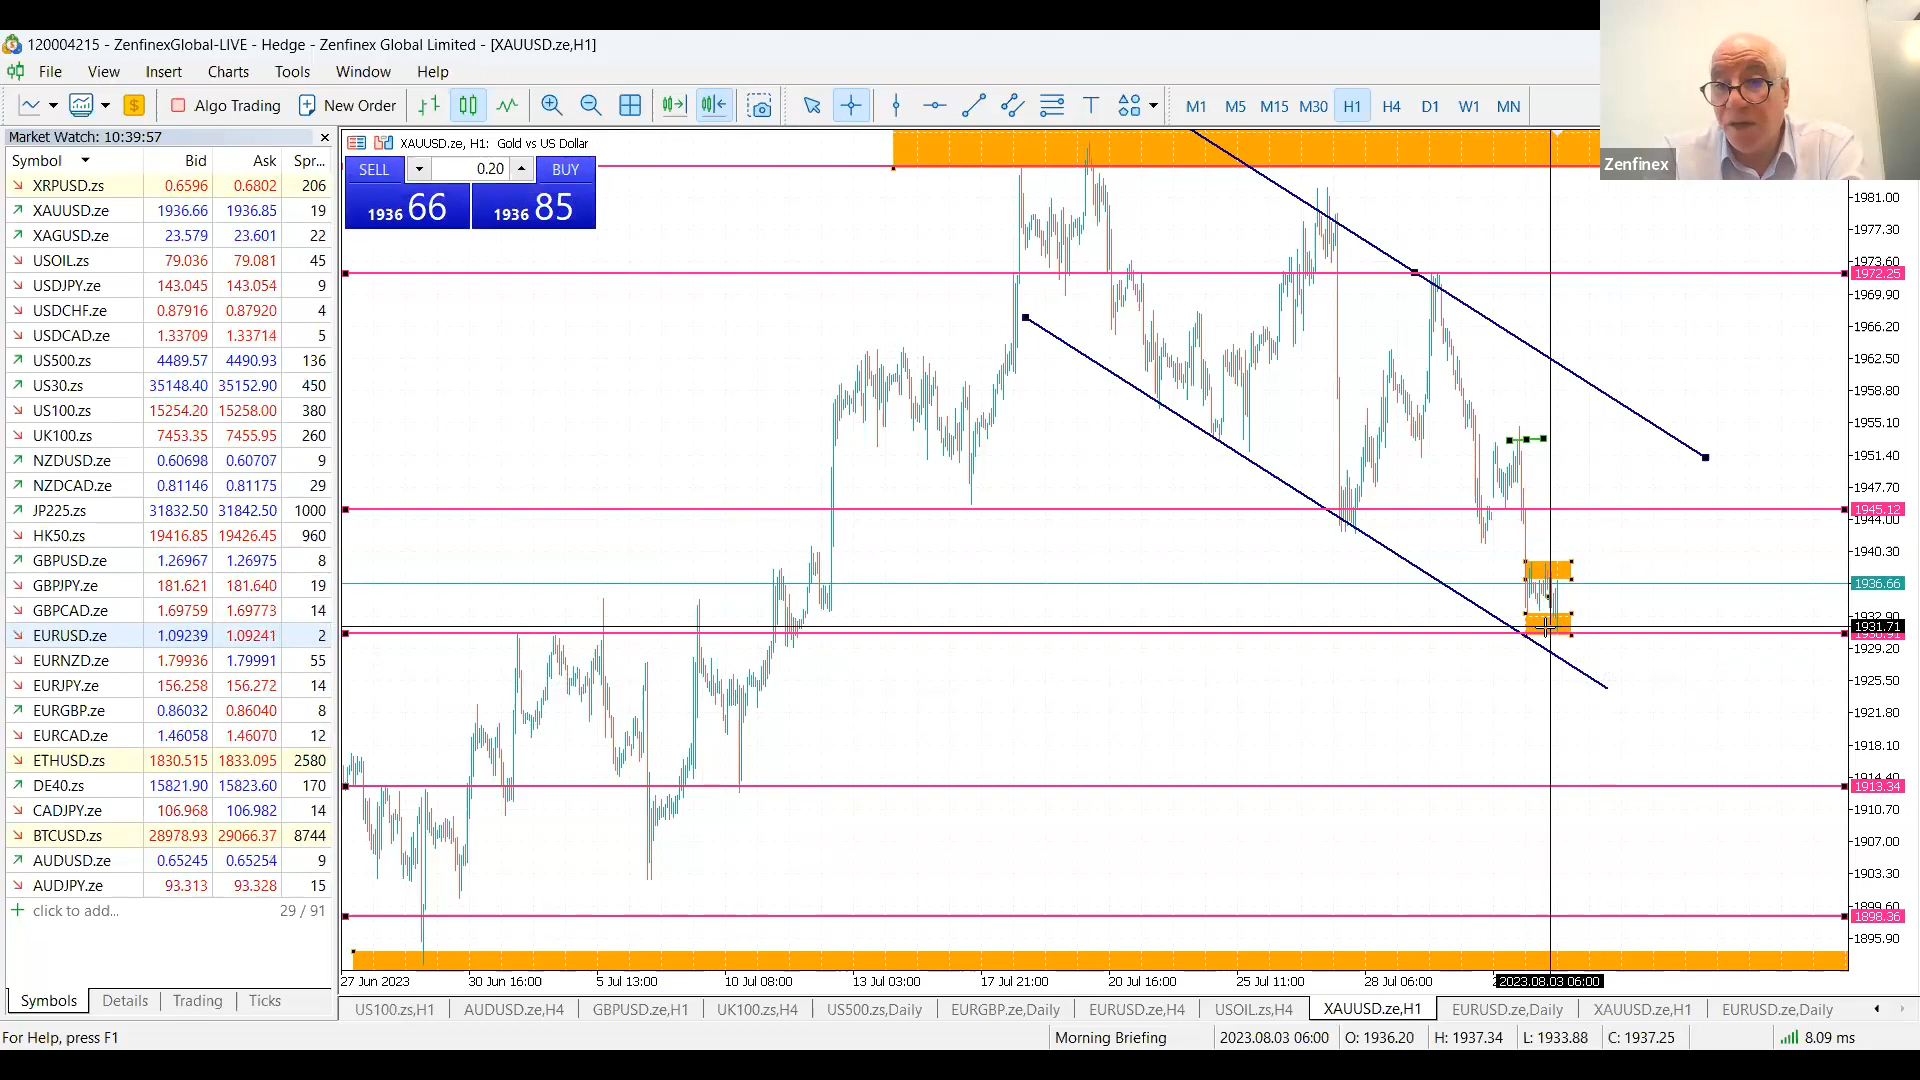 120004215 - ZenfinexGlobal-LIVE - Hedge - Zenfinex Global Limited - [XAUUSD.ze,H1]
File View Insert Charts Tools Window Help
Algo Trading New Order M1 M5 M15 M30 H1 H4 D1 W1 MN
Market Watch: 10:39:57
Symbol Bid Ask Spr...
XRPUSD.zs 0.6596 0.6802 206
XAUUSD.ze 1936.66 1936.85 19
XAGUSD.ze 23.579 23.601 22
USOIL.zs 79.036 79.081 45
USDJPY.ze 143.045 143.054 9
USDCHF.ze 0.87916 0.87920 4
USDCAD.ze 1.33709 1.33714 5
US500.zs 4489.57 4490.93 136
US30.zs 35148.40 35152.90 450
US100.zs 15254.20 15258.00 380
UK100.zs 7453.35 7455.95 260
NZDUSD.ze 0.60698 0.60707 9
NZDCAD.ze 0.81146 0.81175 29
JP225.zs 31832.50 31842.50 1000
HK50.zs 19416.85 19426.45 960
GBPUSD.ze 1.26967 1.26975 8
GBPJPY.ze 181.621 181.640 19
GBPCAD.ze 1.69759 1.69773 14
EURUSD.ze 1.09239 1.09241 2
EURNZD.ze 1.79936 1.79991 55
EURJPY.ze 156.258 156.272 14
EURGBP.ze 0.86032 0.86040 8
EURCAD.ze 1.46058 1.46070 12
ETHUSD.zs 1830.515 1833.095 2580
DE40.zs 15821.90 15823.60 170
CADJPY.ze 106.968 106.982 14
BTCUSD.zs 28978.93 29066.37 8744
AUDUSD.ze 0.65245 0.65254 9
AUDJPY.ze 93.313 93.328 15
click to add... 29 / 91
Symbols Details Trading Ticks
XAUUSD.ze, H1: Gold vs US Dollar
SELL 0.20 BUY
1936 66 1936 85
Zenfinex
1981.00
1977.30
1973.60
1972.25
1969.90
1966.20
1962.50
1958.80
1955.10
1951.40
1947.70
1945.12
1944.00
1940.30
1936.66
1932.90
1931.71
1929.20
1925.50
1921.80
1918.10
1914.40
1913.34
1910.70
1907.00
1903.30
1899.60
1898.36
1895.90
27 Jun 2023 30 Jun 16:00 5 Jul 13:00 10 Jul 08:00 13 Jul 03:00 17 Jul 21:00 20 Jul 16:00 25 Jul 11:00 28 Jul 06:00 2023.08.03 06:00
US100.zs,H1 AUDUSD.ze,H4 GBPUSD.ze,H1 UK100.zs,H4 US500.zs,Daily EURGBP.ze,Daily EURUSD.ze,H4 USOIL.zs,H4 XAUUSD.ze,H1 EURUSD.ze,Daily XAUUSD.ze,H1 EURUSD.ze,Daily
For Help, press F1 Morning Briefing 2023.08.03 06:00 O: 1936.20 H: 1937.34 L: 1933.88 C: 1937.25 8.09 ms